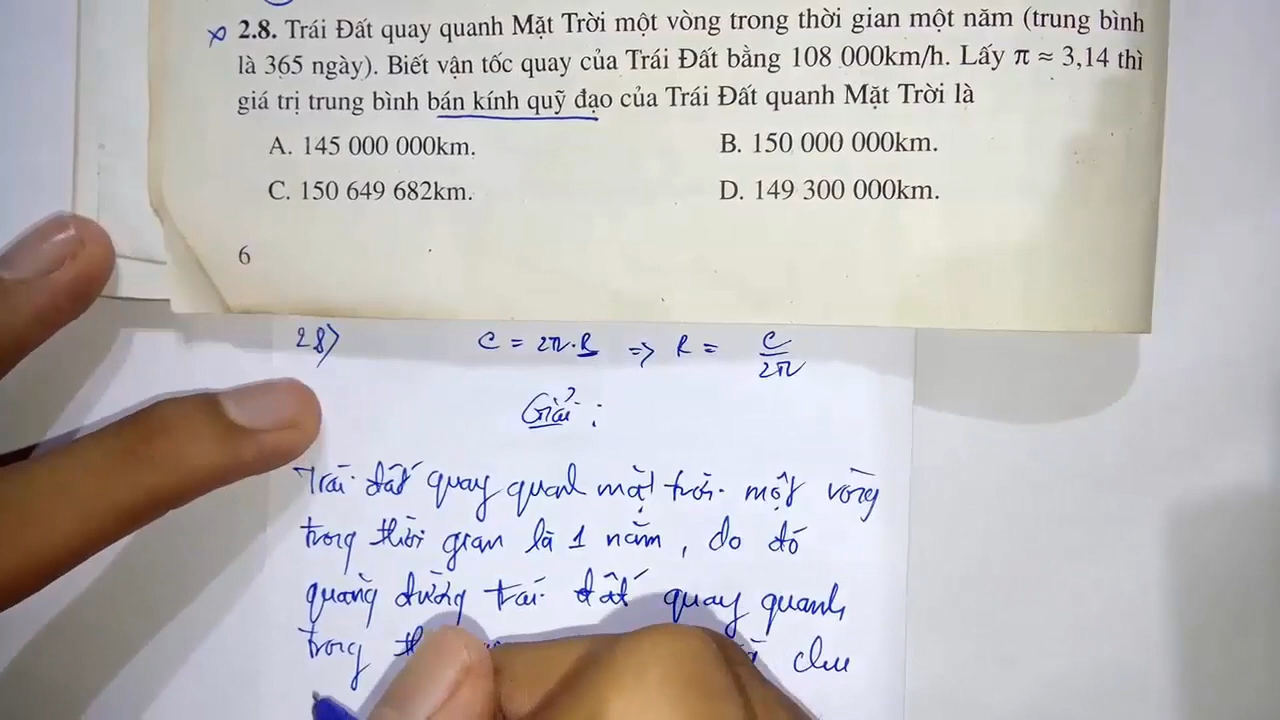 2.8. Trái Đất quay quanh Mặt Trời một vòng trong thời gian một năm (trung bình
là 365 ngày). Biết vận tốc quay của Trái Đất bằng 108 000km/h. Lấy π ≈ 3,14 thì
giá trị trung bình bán kính quỹ đạo của Trái Đất quanh Mặt Trời là
A. 145 000 000km. B. 150 000 000km.
C. 150 649 682km. D. 149 300 000km.
6
2.8) C = 2π.R => R = C/2π
Giải :
Trái đất quay quanh mặt trời một vòng
trong thời gian là 1 năm, do đó
quãng đường trái đất quay quanh
trong chu